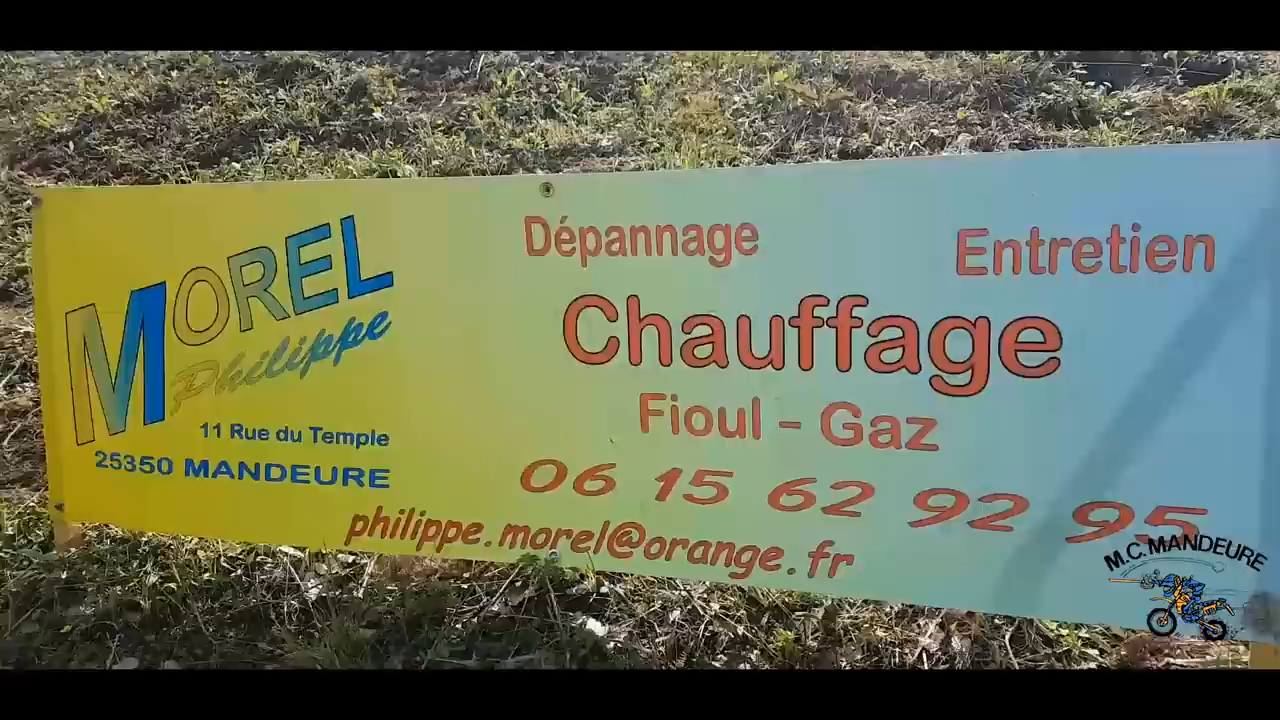 MOREL
Philippe
11 Rue du Temple
25350 MANDEURE
Dépannage
Entretien
Chauffage
Fioul - Gaz
06 15 62 92 95
philippe.morel@orange.fr
M.C. MANDEURE